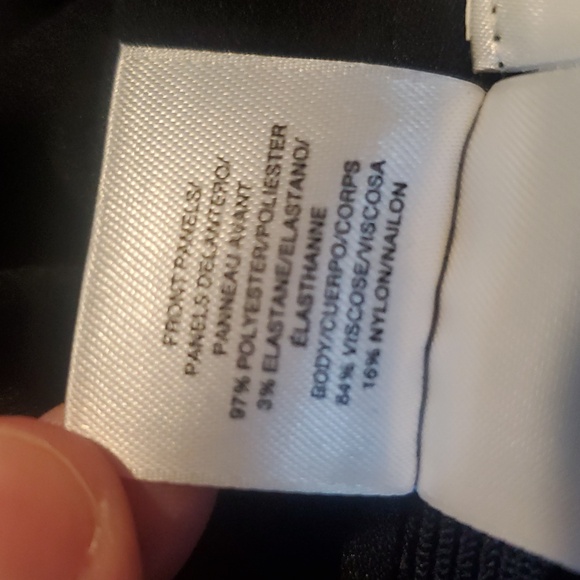 FRONT PANELS/
PANELS DELANTERO/
PANNEAU AVANT
97% POLYESTER/POLIESTER
3% ELASTANE/ELASTANO/
ÉLASTHANNE
BODY/CUERPO/CORPS
84% VISCOSE/VISCOSA
16% NYLON/NAILON